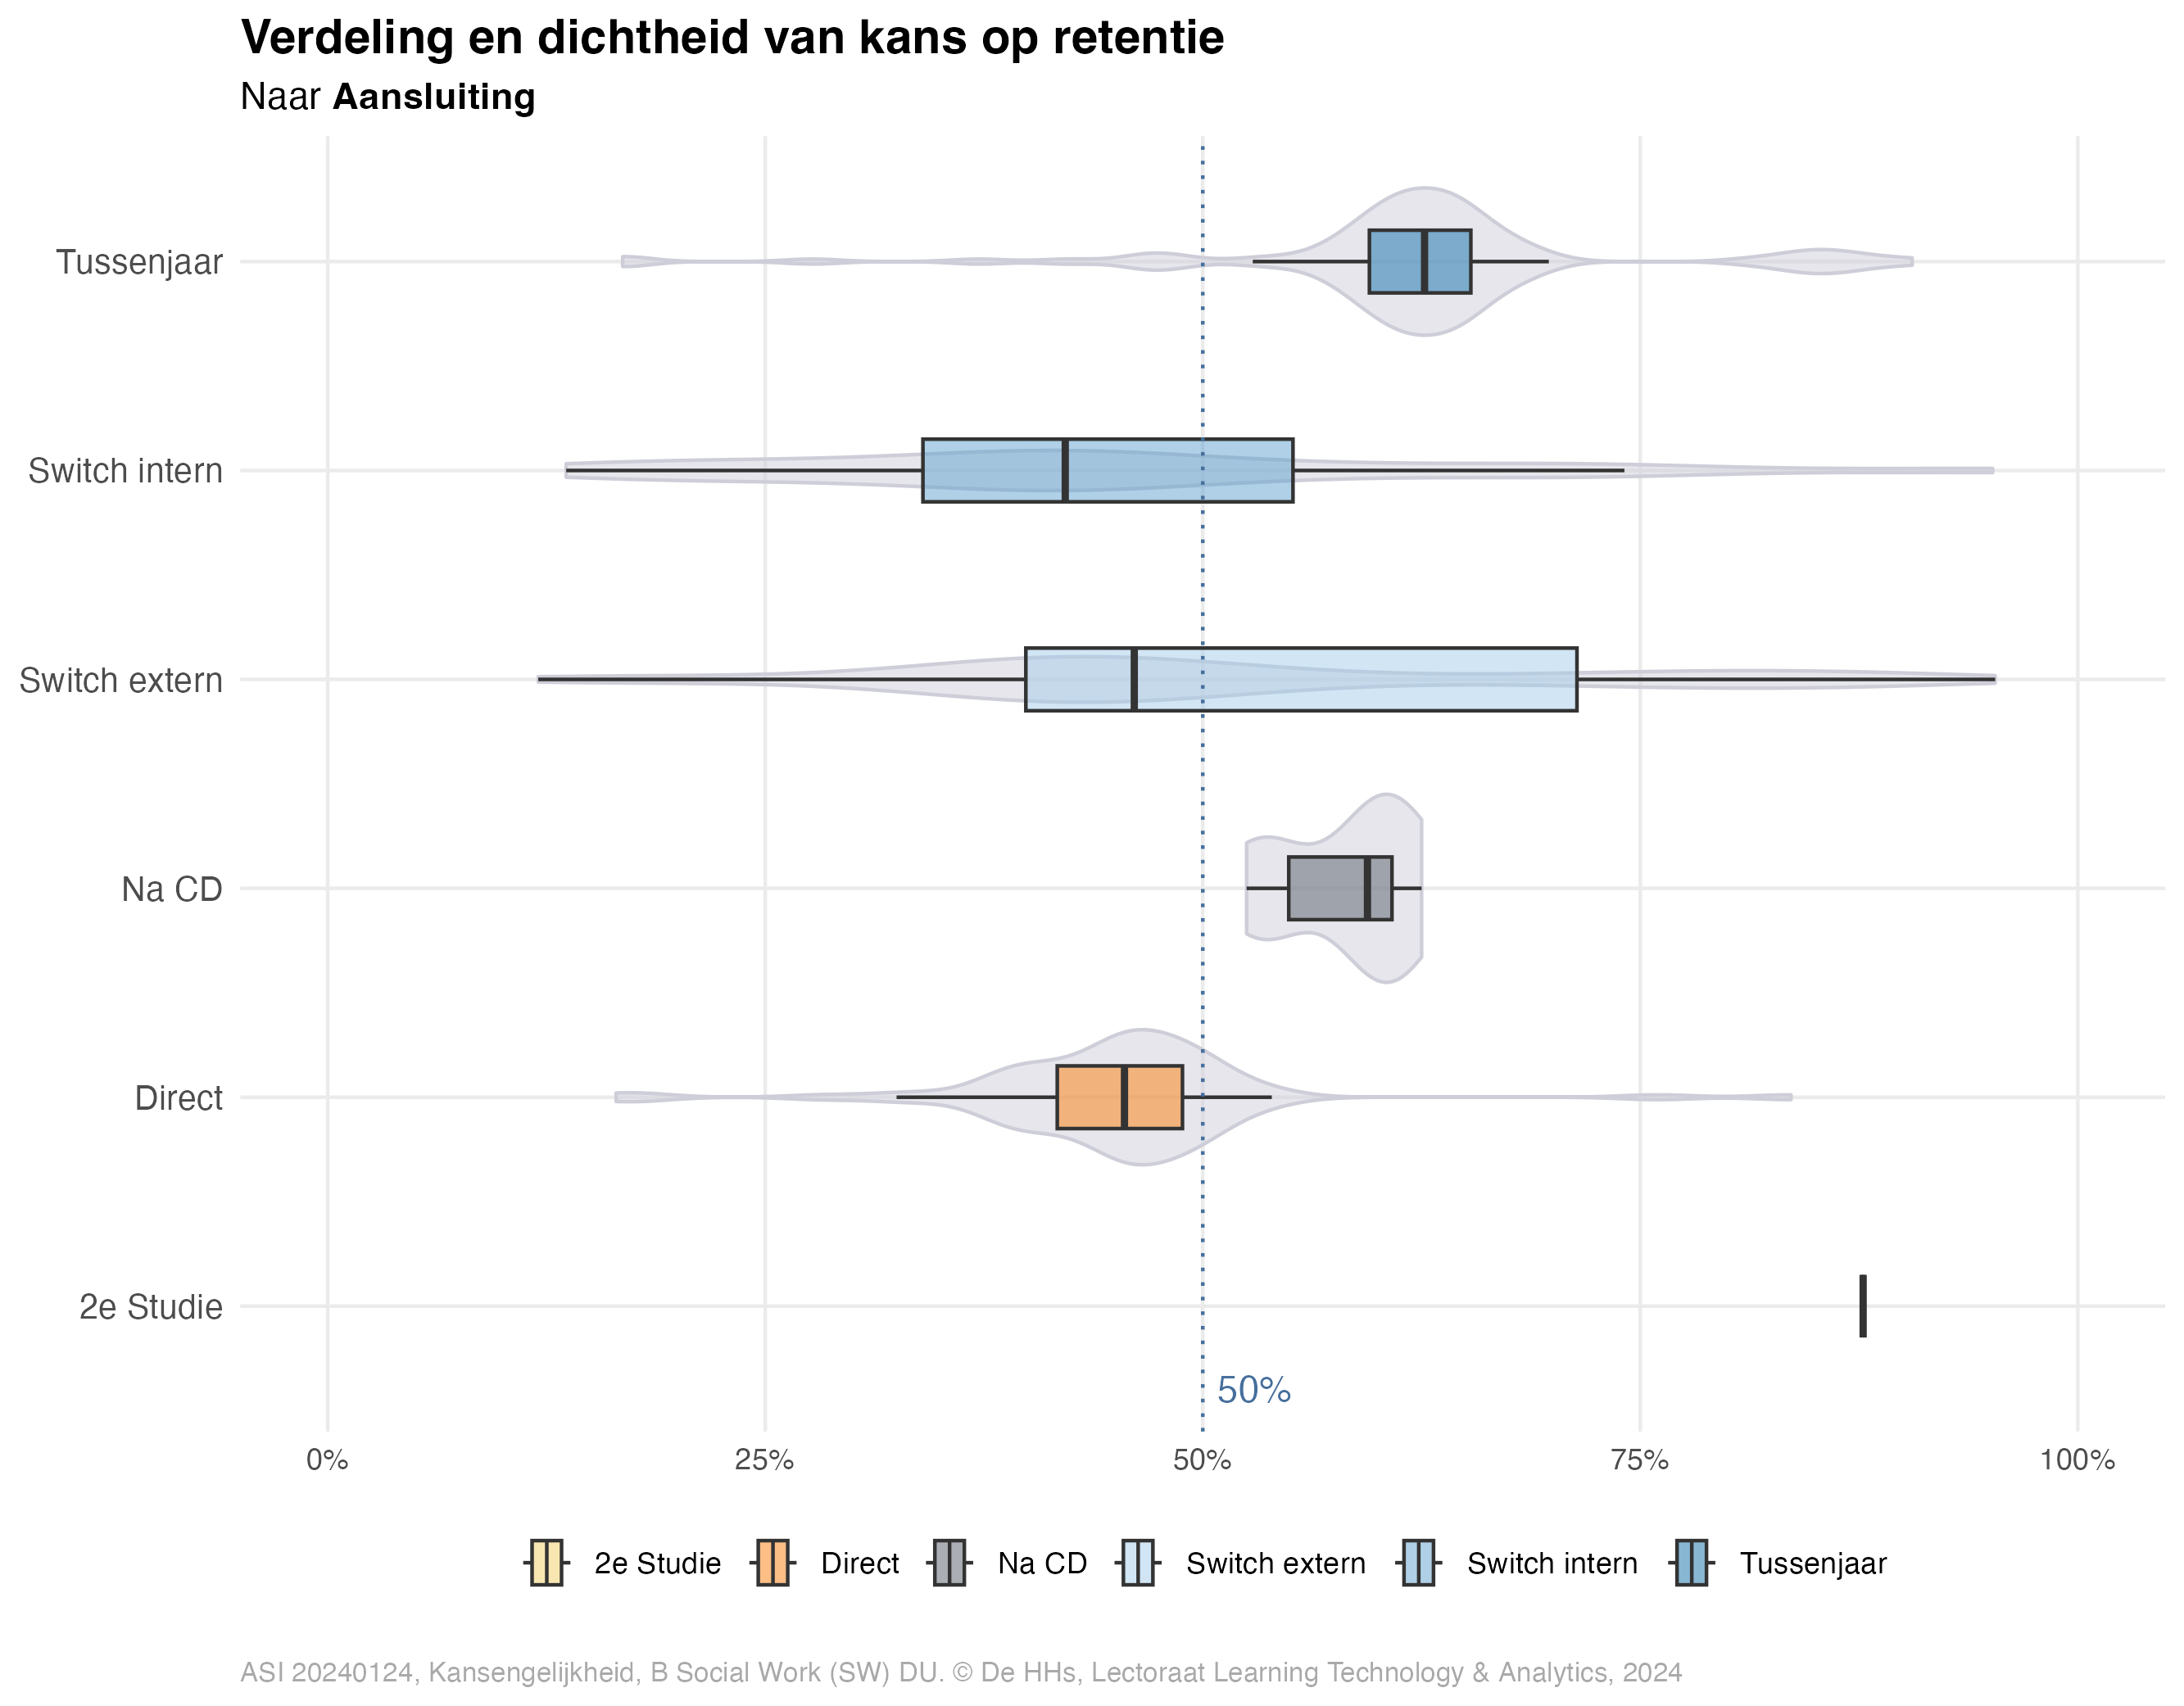 Verdeling en dichtheid van kans op retentie
Naar Aansluiting
Tussenjaar
Switch intern
Switch extern
Na CD
Direct
2e Studie
50%
0% 25% 50% 75% 100%
2e Studie Direct Na CD Switch extern Switch intern Tussenjaar
ASI 20240124, Kansengelijkheid, B Social Work (SW) DU. © De HHs, Lectoraat Learning Technology & Analytics, 2024